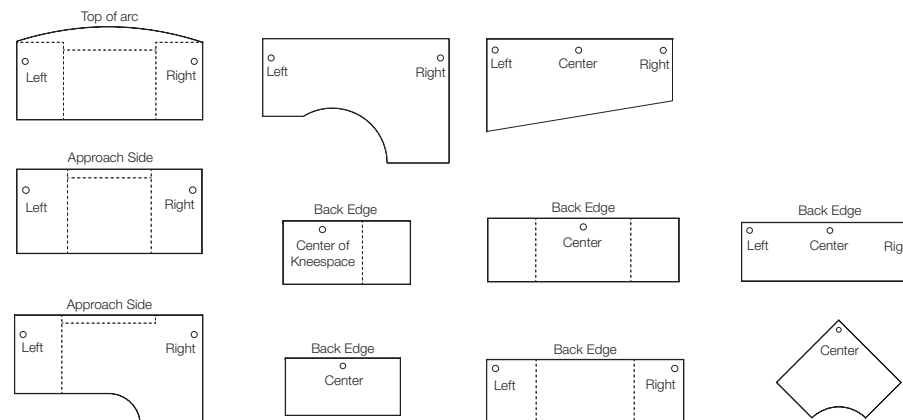 Top of arc
Left
Right
Left
Right
Left
Center
Right
Approach Side
Left
Right
Back Edge
Center of
Kneespace
Back Edge
Center
Back Edge
Left
Center
Approach Side
Left
Right
Back Edge
Center
Back Edge
Left
Right
Center